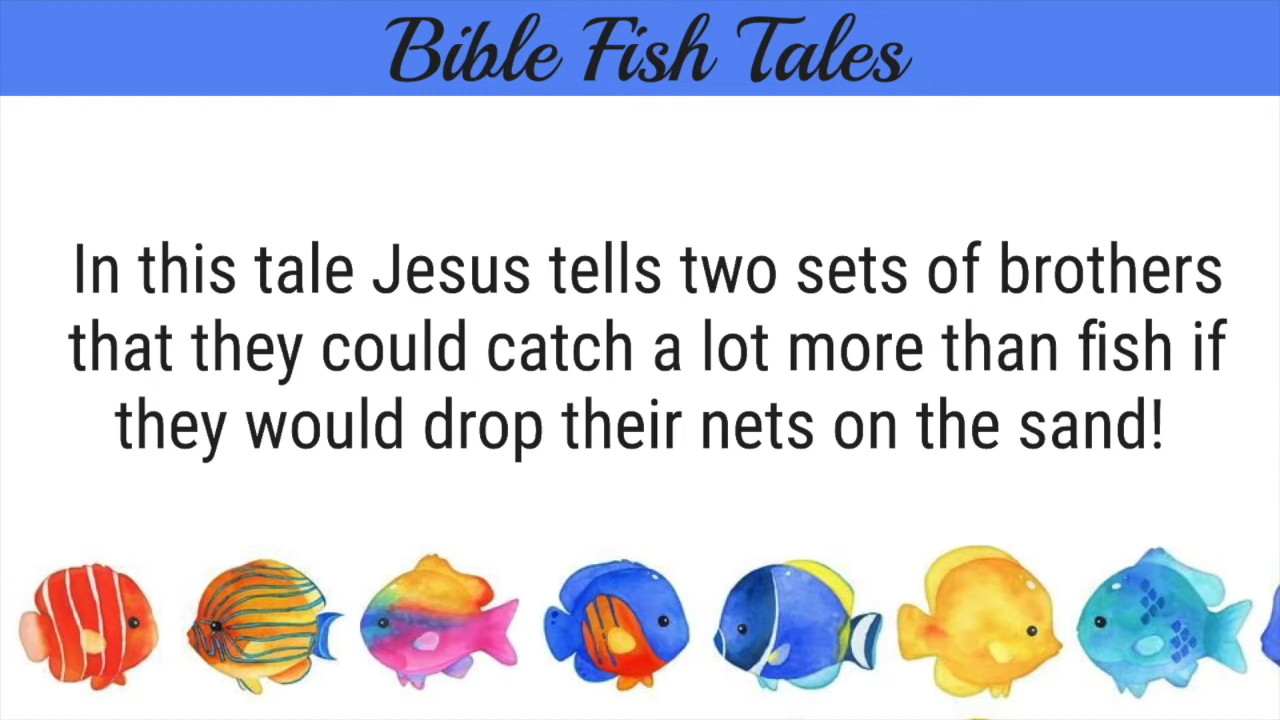 Bible Fish Tales
In this tale Jesus tells two sets of brothers
that they could catch a lot more than fish if
they would drop their nets on the sand!